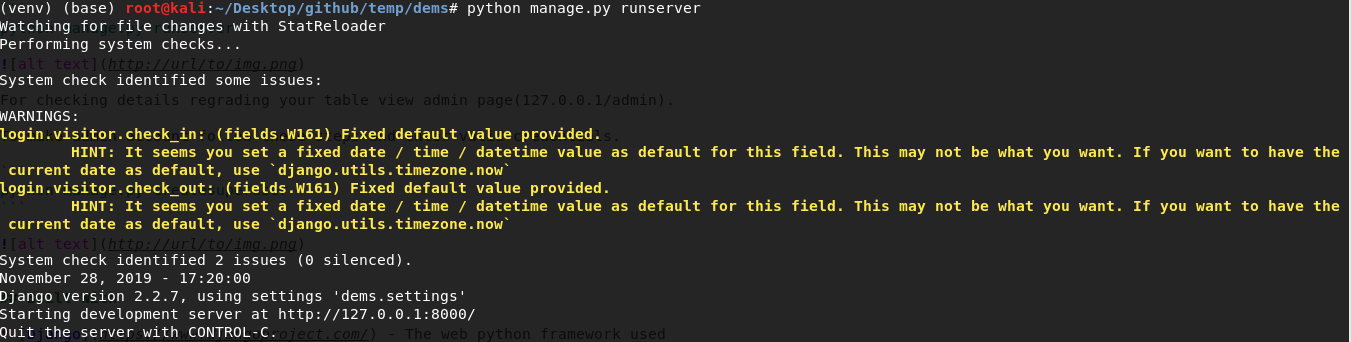 (venv) (base) root@kali:~/Desktop/github/temp/dems# python manage.py runserver
Watching for file changes with StatReloader
Performing system checks...
![alt text](http://url/to/img.png)
System check identified some issues:
For checking details regrading your table view admin page(127.0.0.1/admin).
WARNINGS:
login.visitor.check_in: (fields.W161) Fixed default value provided.
HINT: It seems you set a fixed date / time / datetime value as default for this field. This may not be what you want. If you want to have the
current date as default, use `django.utils.timezone.now`
login.visitor.check_out: (fields.W161) Fixed default value provided.
HINT: It seems you set a fixed date / time / datetime value as default for this field. This may not be what you want. If you want to have the
current date as default, use `django.utils.timezone.now`
![alt text](http://url/to/img.png)
System check identified 2 issues (0 silenced).
November 28, 2019 - 17:20:00
Django version 2.2.7, using settings 'dems.settings'
Starting development server at http://127.0.0.1:8000/
Quit the server with CONTROL-C.
- The web python framework used